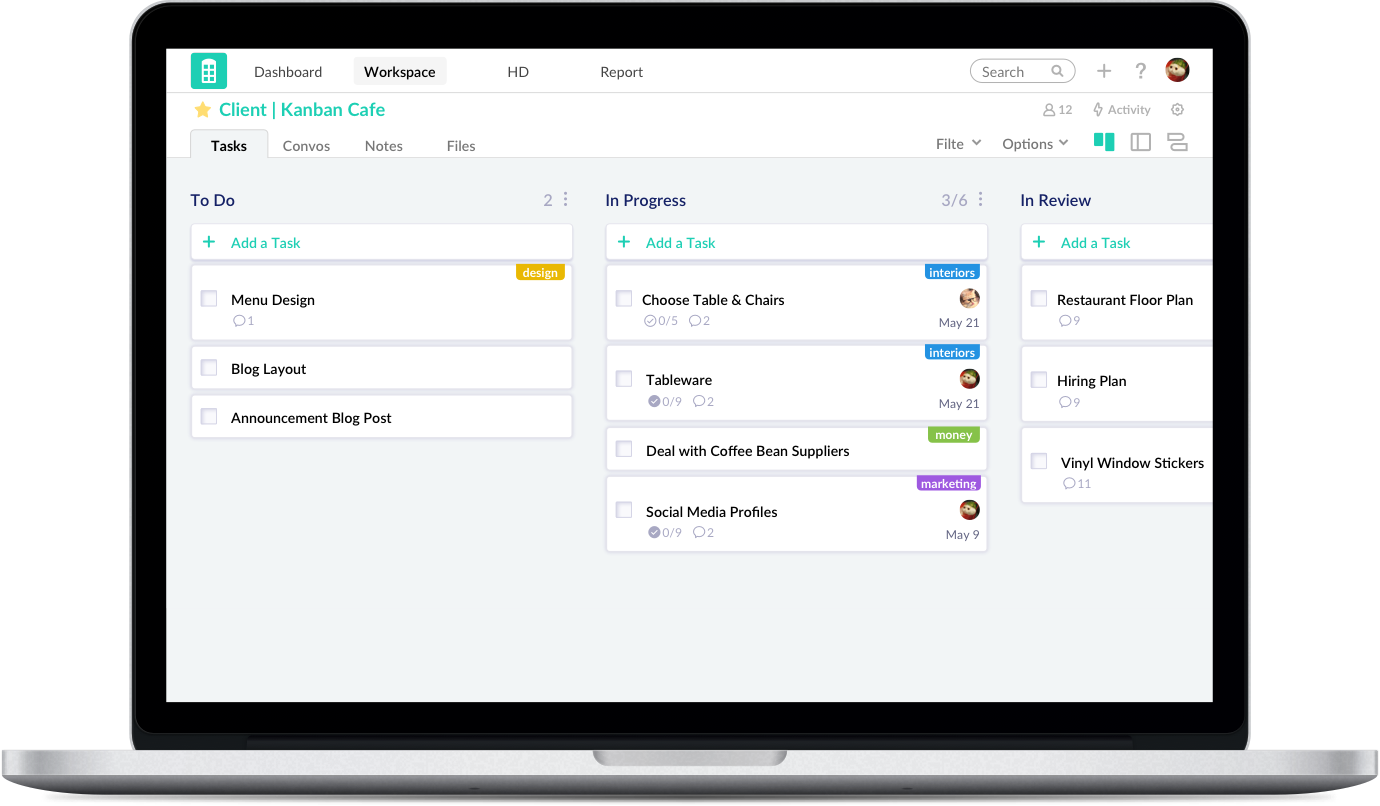 Dashboard Workspace HD Report Search ?
Client | Kanban Cafe 12 Activity
Tasks Convos Notes Files Filte Options
To Do 2
+ Add a Task
design
Menu Design
1
Blog Layout
Announcement Blog Post
In Progress 3/6
+ Add a Task
interiors
Choose Table & Chairs
0/5 2 May 21
interiors
Tableware
0/9 2 May 21
money
Deal with Coffee Bean Suppliers
marketing
Social Media Profiles
0/9 2 May 9
In Review
+ Add a Task
Restaurant Floor Plan
9
Hiring Plan
9
Vinyl Window Stickers
11